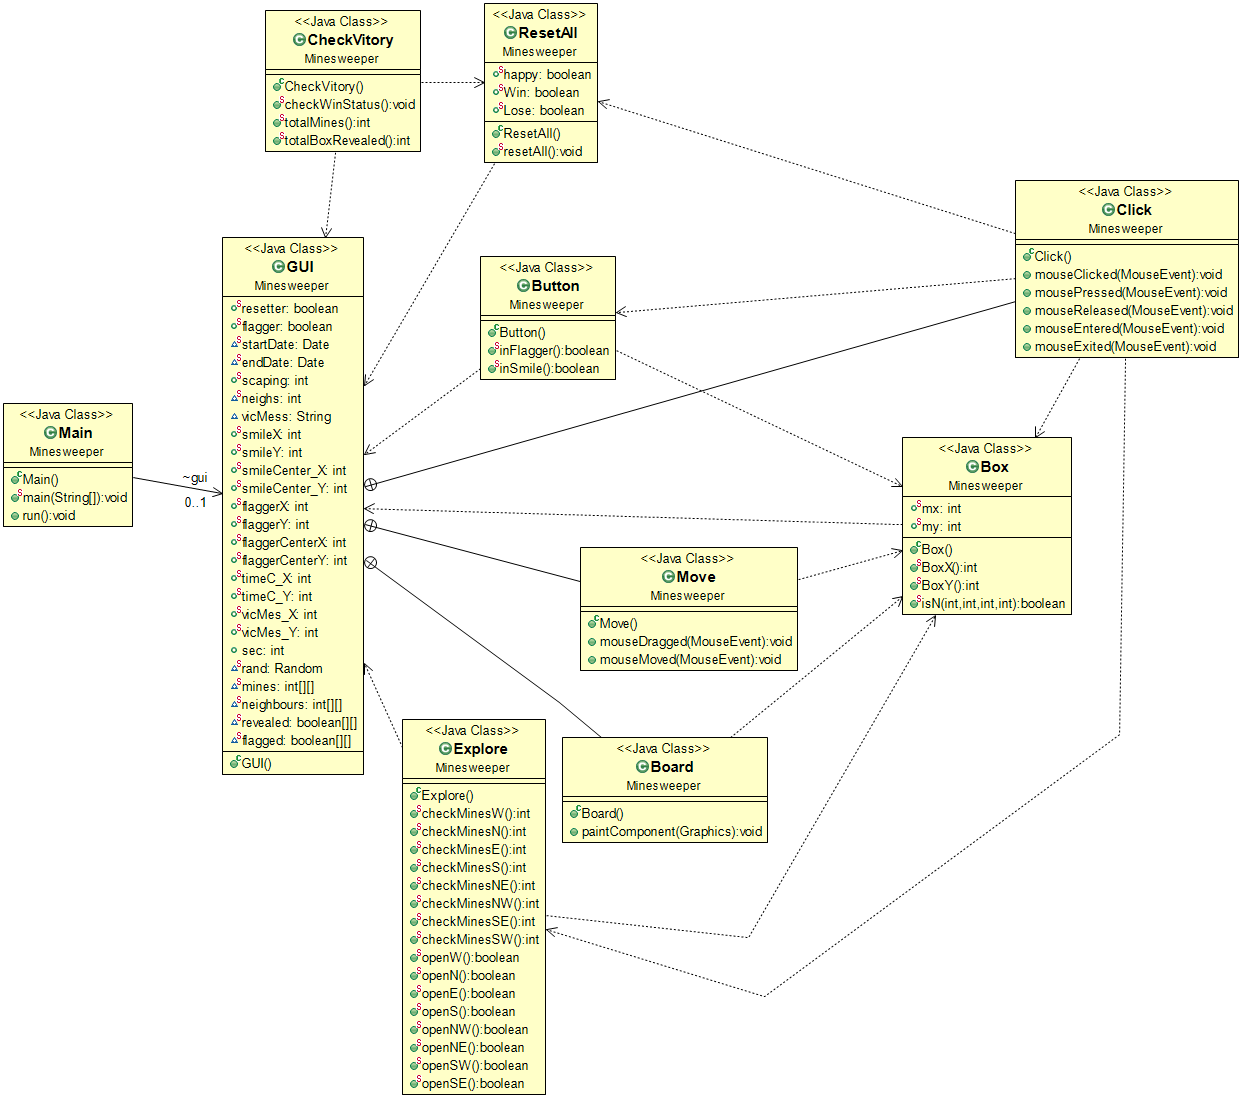 <<Java Class>>
CheckVitory
Minesweeper
CheckVitory()
checkWinStatus():void
totalMines():int
totalBoxRevealed():int
<<Java Class>>
ResetAll
Minesweeper
happy: boolean
Win: boolean
Lose: boolean
ResetAll()
resetAll():void
<<Java Class>>
Click
Minesweeper
Click()
mouseClicked(MouseEvent):void
mousePressed(MouseEvent):void
mouseReleased(MouseEvent):void
mouseEntered(MouseEvent):void
mouseExited(MouseEvent):void
<<Java Class>>
GUI
Minesweeper
resetter: boolean
flagger: boolean
startDate: Date
endDate: Date
scaping: int
neighs: int
vicMess: String
smileX: int
smileY: int
smileCenter_X: int
smileCenter_Y: int
flaggerX: int
flaggerY: int
flaggerCenterX: int
flaggerCenterY: int
timeC_X: int
timeC_Y: int
vicMes_X: int
vicMes_Y: int
sec: int
rand: Random
mines: int[][]
neighbours: int[][]
revealed: boolean[][]
flagged: boolean[][]
GUI()
<<Java Class>>
Button
Minesweeper
Button()
inFlagger():boolean
inSmile():boolean
<<Java Class>>
Main
Minesweeper
Main()
main(String[]):void
run():void
~gui
0..1
<<Java Class>>
Box
Minesweeper
mx: int
my: int
Box()
BoxX():int
BoxY():int
isN(int,int,int,int):boolean
<<Java Class>>
Move
Minesweeper
Move()
mouseDragged(MouseEvent):void
mouseMoved(MouseEvent):void
<<Java Class>>
Explore
Minesweeper
Explore()
checkMinesW():int
checkMinesN():int
checkMinesE():int
checkMinesS():int
checkMinesNE():int
checkMinesNW():int
checkMinesSE():int
checkMinesSW():int
openW():boolean
openN():boolean
openE():boolean
openS():boolean
openNW():boolean
openNE():boolean
openSW():boolean
openSE():boolean
<<Java Class>>
Board
Minesweeper
Board()
paintComponent(Graphics):void